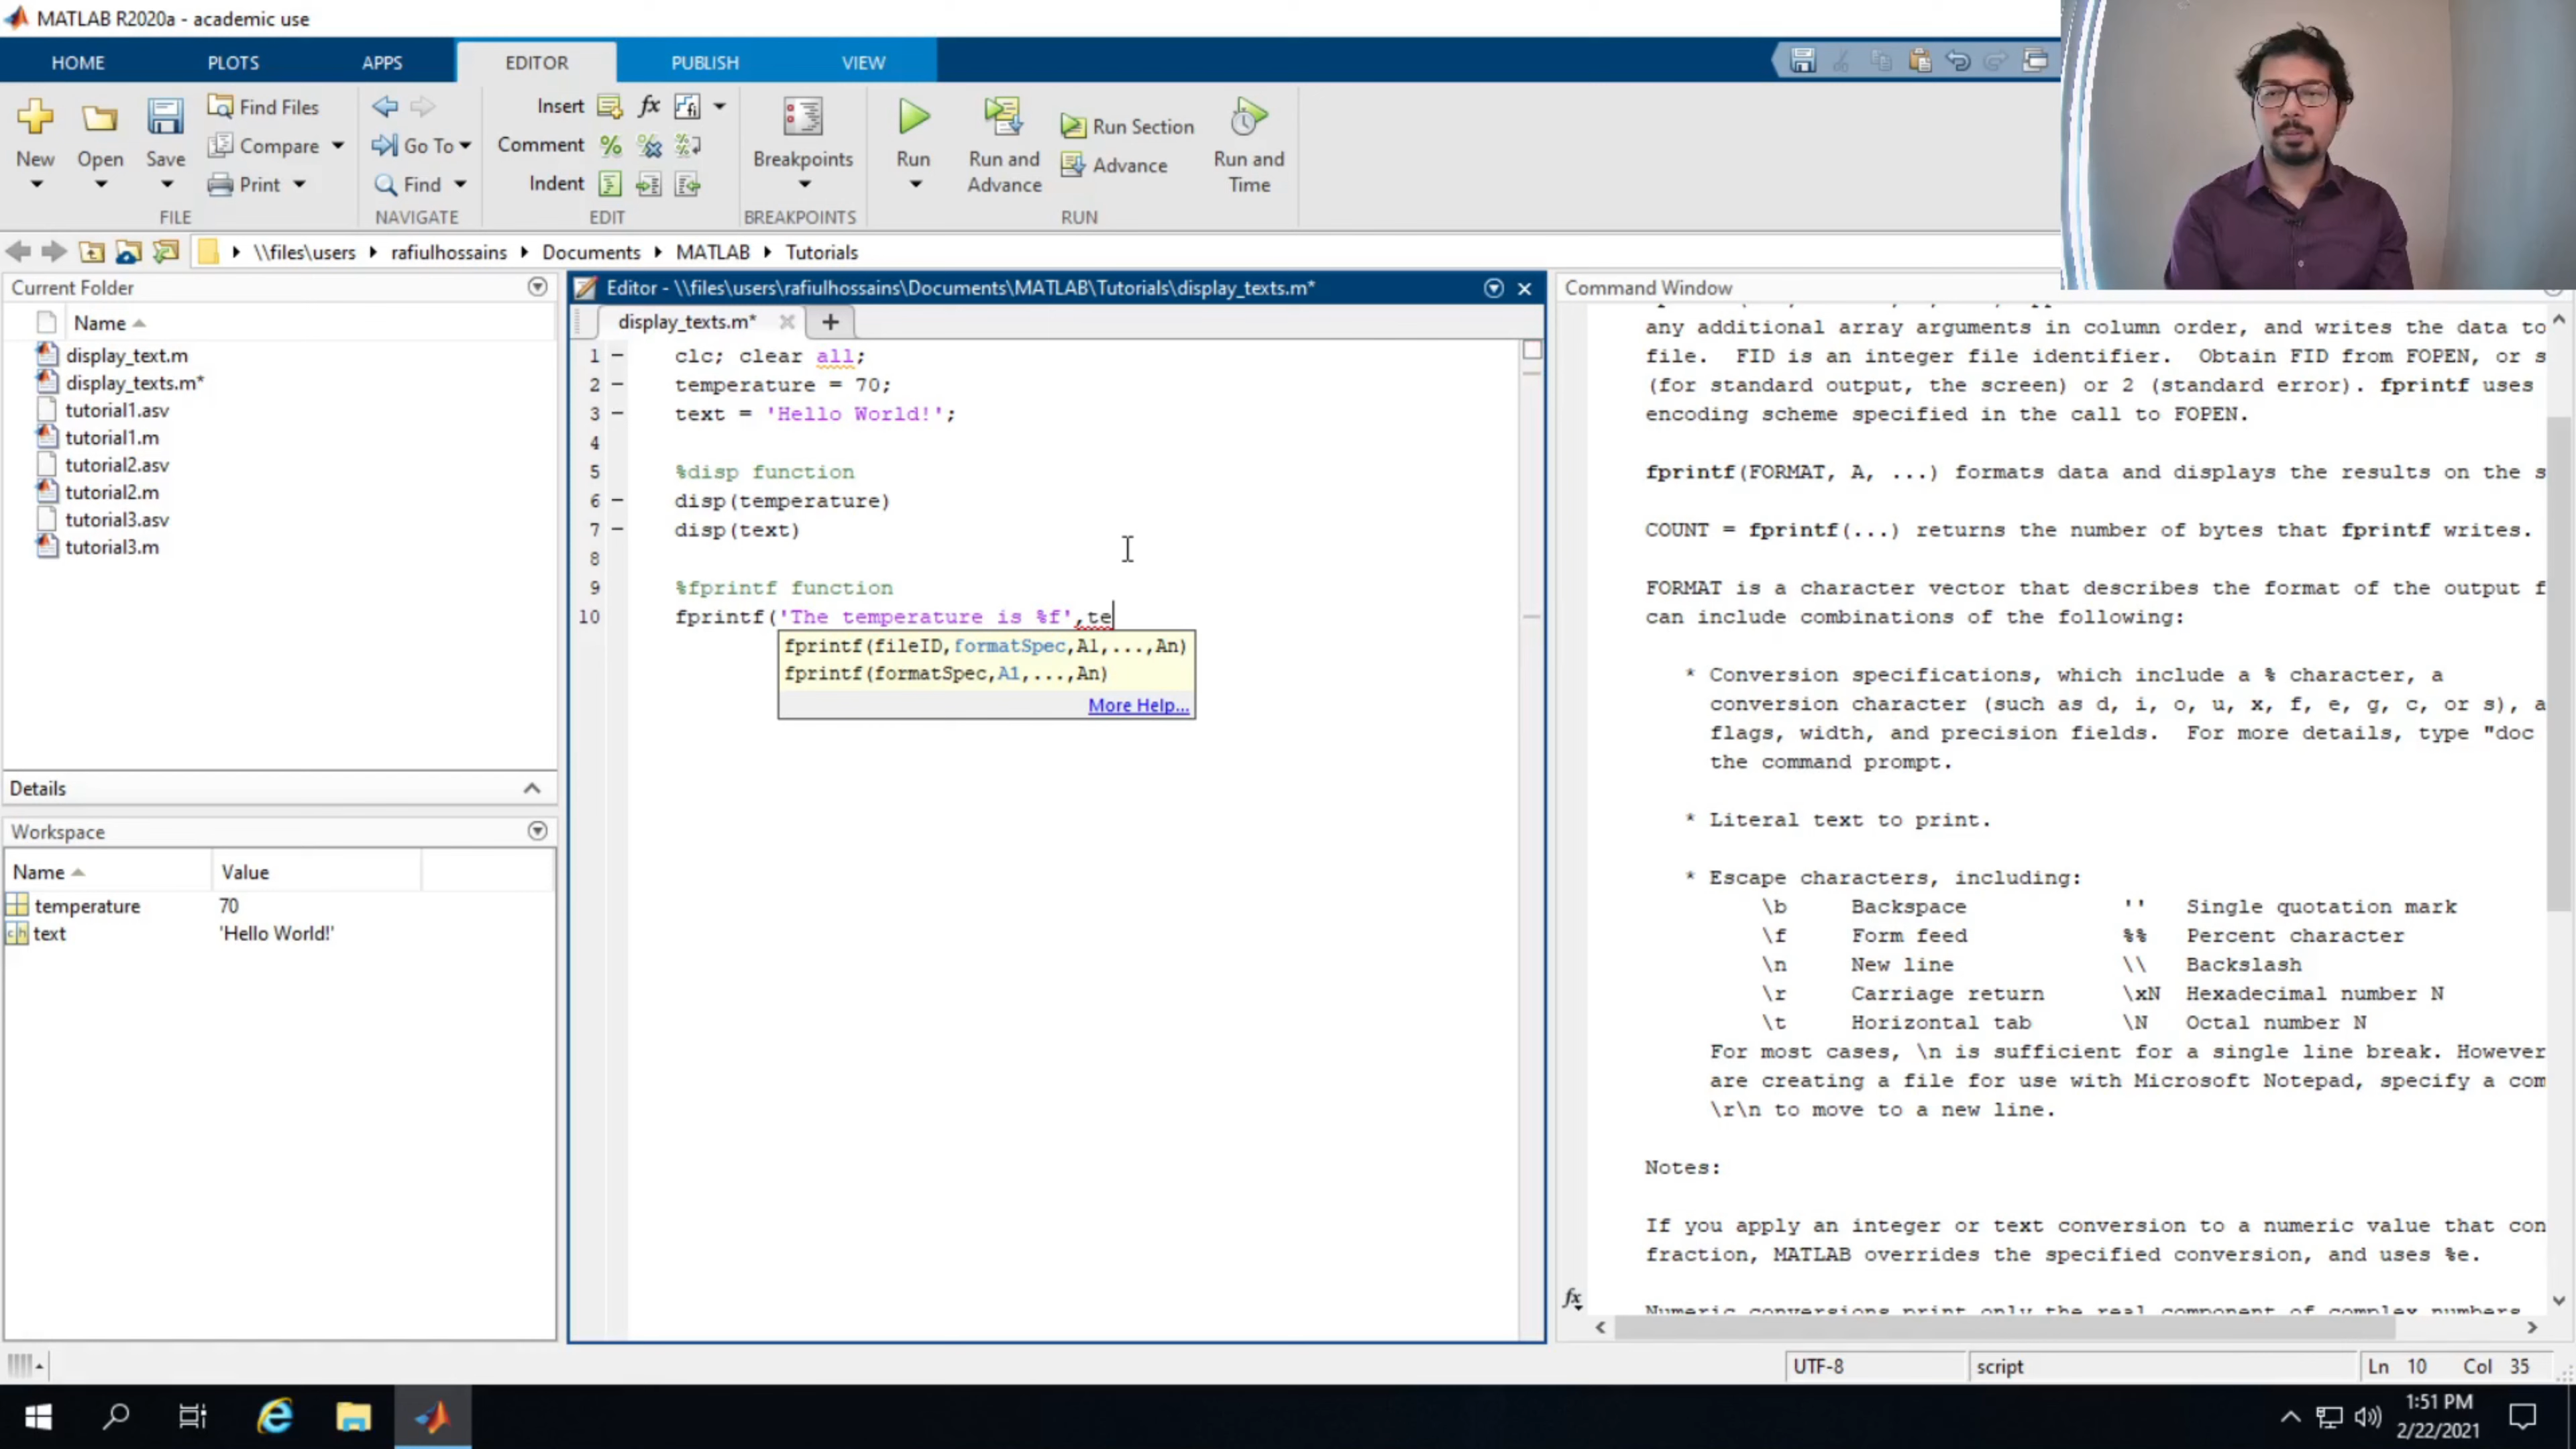 MATLAB R2020a - academic use
HOME PLOTS APPS EDITOR PUBLISH VIEW
New Open Save Find Files Compare Print
FILE
Go To Find
NAVIGATE
Insert fx fi
Comment
Indent
EDIT
Breakpoints
BREAKPOINTS
Run Run and Advance Run Section Advance Run and Time
RUN
\\files\users rafiulhossains Documents MATLAB Tutorials
Current Folder
Name
display_text.m
display_texts.m*
tutorial1.asv
tutorial1.m
tutorial2.asv
tutorial2.m
tutorial3.asv
tutorial3.m
Details
Workspace
Name Value
temperature 70
text 'Hello World!'
Editor - \\files\users\rafiulhossains\Documents\MATLAB\Tutorials\display_texts.m*
display_texts.m*
1 - clc; clear all;
2 - temperature = 70;
3 - text = 'Hello World!';
4
5 %disp function
6 - disp(temperature)
7 - disp(text)
8
9 %fprintf function
10 fprintf('The temperature is %f',te
fprintf(fileID,formatSpec,A1,...,An)
fprintf(formatSpec,A1,...,An)
More Help...
Command Window
any additional array arguments in column order, and writes the data to
file. FID is an integer file identifier. Obtain FID from FOPEN, or s
(for standard output, the screen) or 2 (standard error). fprintf uses
encoding scheme specified in the call to FOPEN.
fprintf(FORMAT, A, ...) formats data and displays the results on the s
COUNT = fprintf(...) returns the number of bytes that fprintf writes.
FORMAT is a character vector that describes the format of the output f
can include combinations of the following:
* Conversion specifications, which include a % character, a
conversion character (such as d, i, o, u, x, f, e, g, c, or s), a
flags, width, and precision fields. For more details, type "doc
the command prompt.
* Literal text to print.
* Escape characters, including:
\b Backspace '' Single quotation mark
\f Form feed %% Percent character
\n New line \\ Backslash
\r Carriage return \xN Hexadecimal number N
\t Horizontal tab \N Octal number N
For most cases, \n is sufficient for a single line break. However
are creating a file for use with Microsoft Notepad, specify a com
\r\n to move to a new line.
Notes:
If you apply an integer or text conversion to a numeric value that con
fraction, MATLAB overrides the specified conversion, and uses %e.
Numeric conversions print only the real component of complex numbers
fx
UTF-8 script Ln 10 Col 35
1:51 PM
2/22/2021